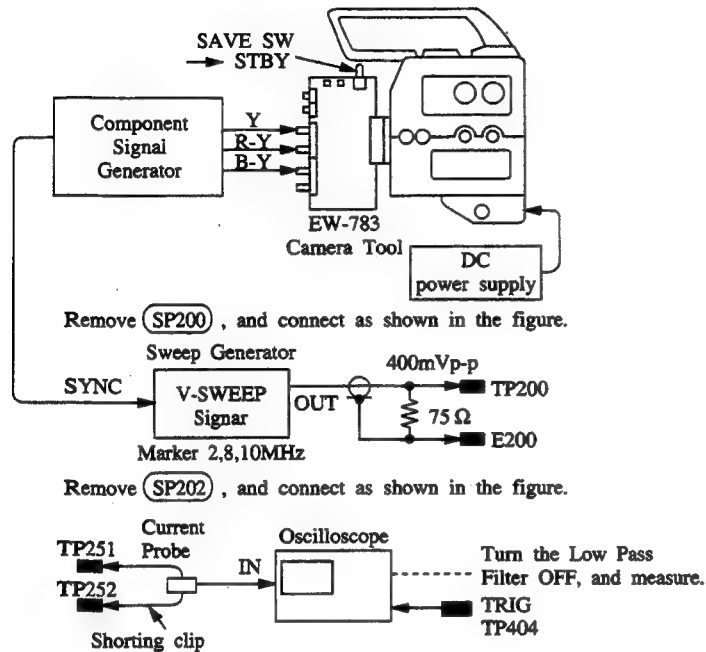 SAVE SW
→ STBY
Component
Signal
Generator
Y
R-Y
B-Y
EW-783
Camera Tool
DC
power supply
Remove SP200 , and connect as shown in the figure.
Sweep Generator
SYNC
V-SWEEP
Signar
OUT
400mVp-p
75 Ω
TP200
E200
Marker 2,8,10MHz
Remove SP202 , and connect as shown in the figure.
Current
Probe
TP251
TP252
Shorting clip
IN
Oscilloscope
Turn the Low Pass
Filter OFF, and measure.
TRIG
TP404